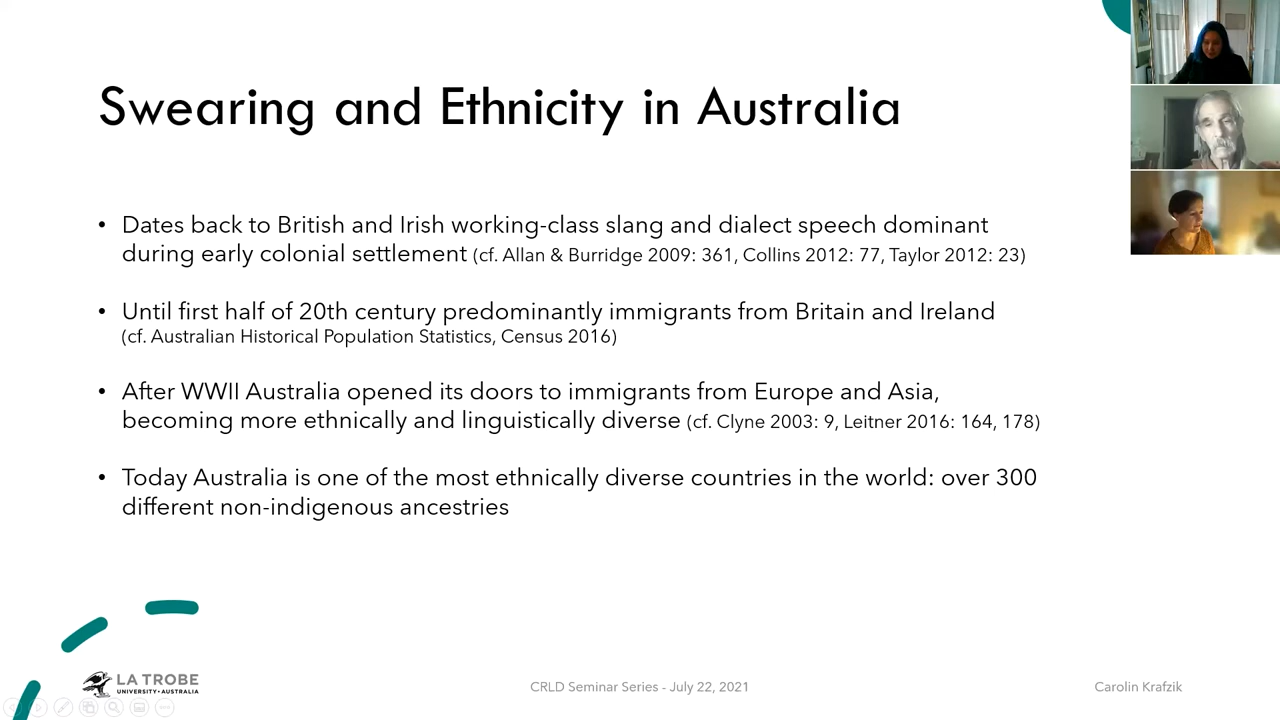 Swearing and Ethnicity in Australia
• Dates back to British and Irish working-class slang and dialect speech dominant
during early colonial settlement (cf. Allan & Burridge 2009: 361, Collins 2012: 77, Taylor 2012: 23)
• Until first half of 20th century predominantly immigrants from Britain and Ireland
(cf. Australian Historical Population Statistics, Census 2016)
• After WWII Australia opened its doors to immigrants from Europe and Asia,
becoming more ethnically and linguistically diverse (cf. Clyne 2003: 9, Leitner 2016: 164, 178)
• Today Australia is one of the most ethnically diverse countries in the world: over 300
different non-indigenous ancestries
LA TROBE
UNIVERSITY • AUSTRALIA
CRLD Seminar Series - July 22, 2021
Carolin Krafzik